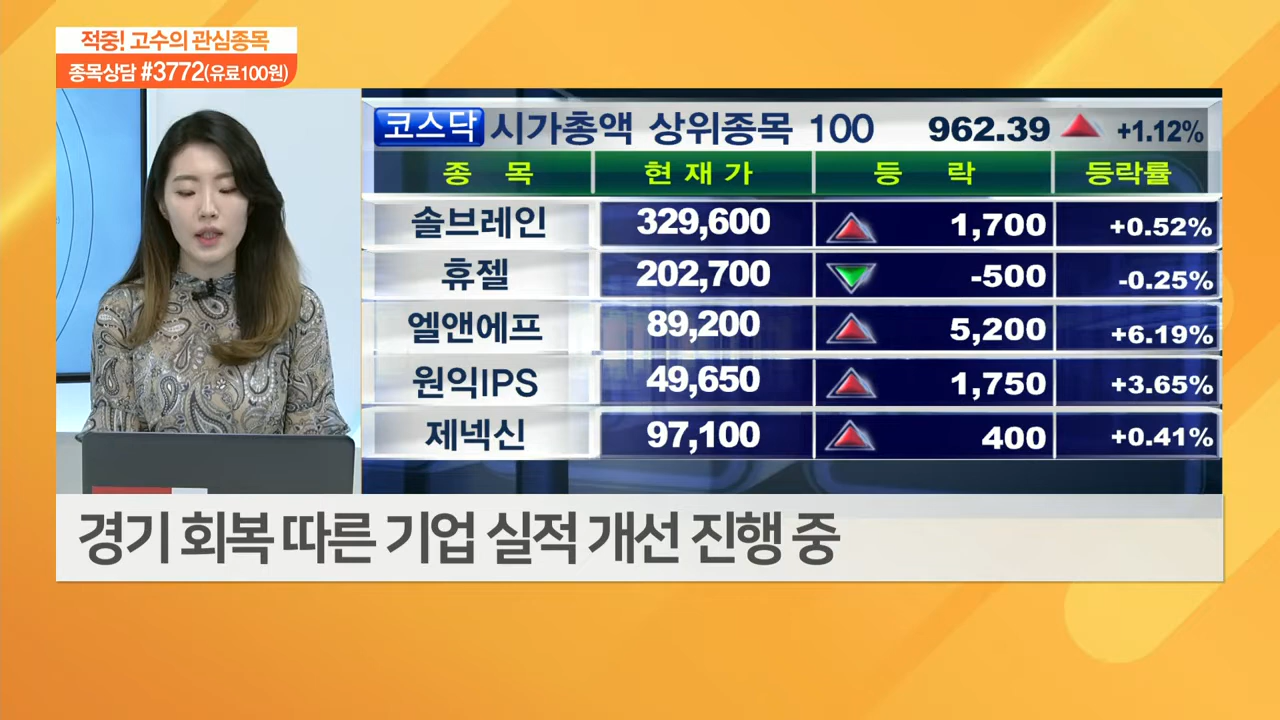 적중! 고수의 관심종목
종목상담 #3772(유료100원)
코스닥 시가총액 상위종목 100 962.39 +1.12%
종 목 현재가 등 락 등락률
솔브레인 329,600 1,700 +0.52%
휴젤 202,700 -500 -0.25%
엘앤에프 89,200 5,200 +6.19%
원익IPS 49,650 1,750 +3.65%
제넥신 97,100 400 +0.41%
경기 회복 따른 기업 실적 개선 진행 중